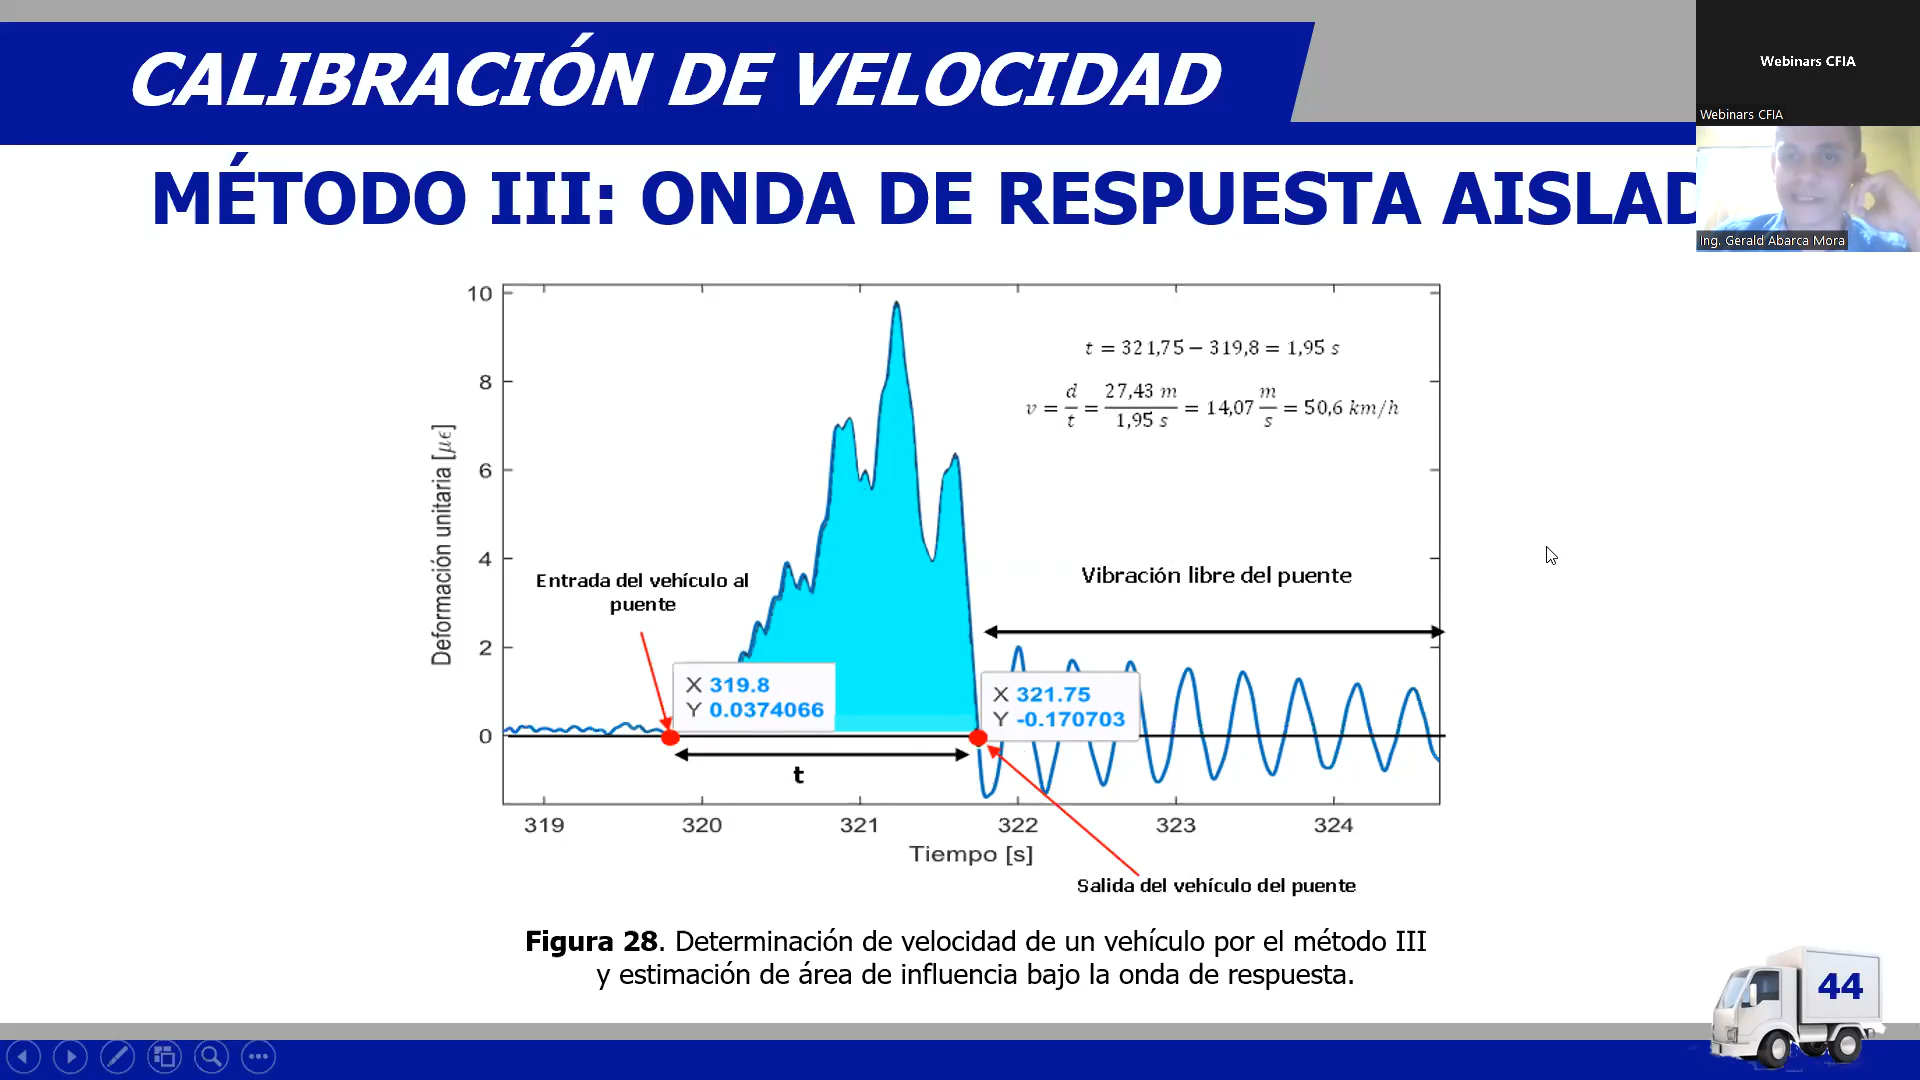 CALIBRACIÓN DE VELOCIDAD
Webinars CFIA
Webinars CFIA
Ing. Gerald Abarca Mora
MÉTODO III: ONDA DE RESPUESTA AISLAD
10
8
6
4
2
0
Deformación unitaria [με]
t = 321,75 − 319,8 = 1,95 s
v = d/t = 27,43 m / 1,95 s = 14,07 m/s = 50,6 km/h
Entrada del vehículo al
puente
Vibración libre del puente
X 319.8
Y 0.0374066
X 321.75
Y -0.170703
t
319 320 321 322 323 324
Tiempo [s]
Salida del vehículo del puente
Figura 28. Determinación de velocidad de un vehículo por el método III
y estimación de área de influencia bajo la onda de respuesta.
44